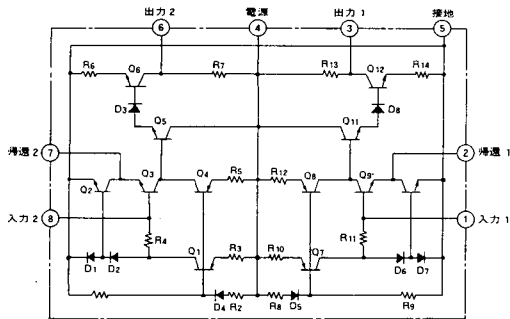 出力2 電源 出力1 接地
6 4 3 5
R6 Q6 R7 R13 Q12 R14
D3 D8
Q5 Q11
帰還2 7 2 帰還1
Q2 Q3 Q4 R5 R12 Q8 Q9
入力2 8 1 入力1
R4 R11
Q1 R3 R10 Q7
D1 D2 D6 D7
D4 R2 R8 D5 R9